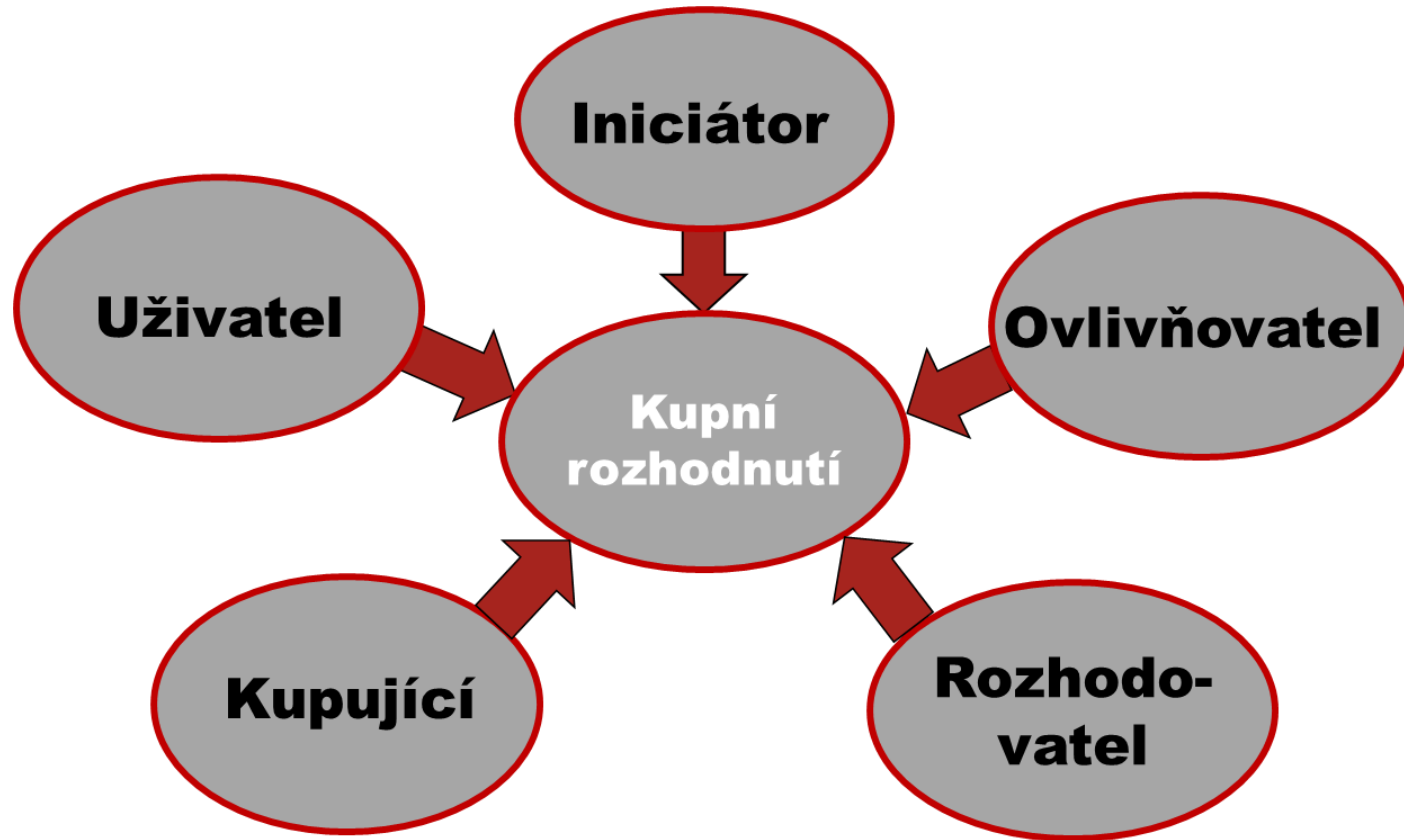 Iniciátor
Uživatel
Ovlivňovatel
Kupní
rozhodnutí
Kupující
Rozhodo-
vatel